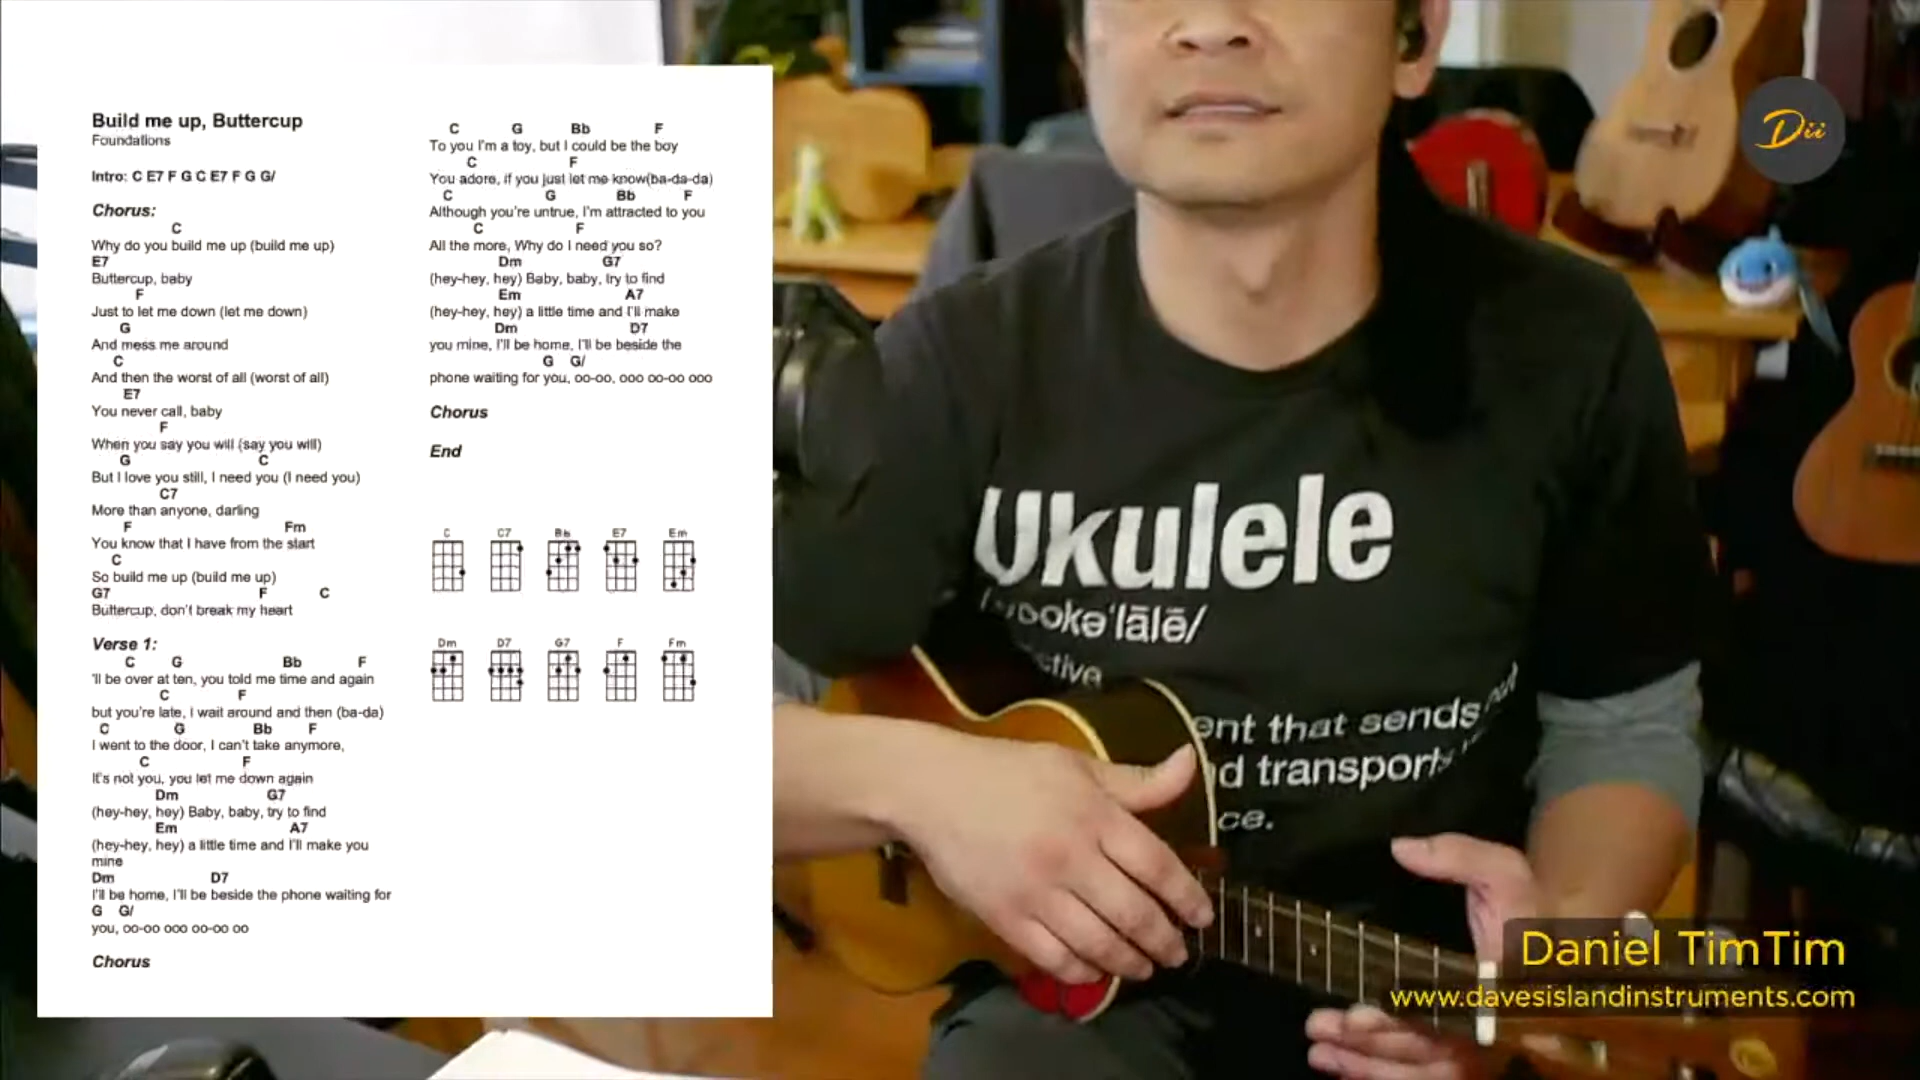 Build me up, Buttercup
Foundations
Intro: C E7 F G C E7 F G G/
Chorus:
C
Why do you build me up (build me up)
E7
Buttercup, baby
F
Just to let me down (let me down)
G
And mess me around
C
And then the worst of all (worst of all)
E7
You never call, baby
F
When you say you will (say you will)
G C
But I love you still, I need you (I need you)
C7
More than anyone, darling
F Fm
You know that I have from the start
C
So build me up (build me up)
G7 F C
Buttercup, don't break my heart
Verse 1:
C G Bb F
'll be over at ten, you told me time and again
C F
but you're late, I wait around and then (ba-da)
C G Bb F
I went to the door, I can't take anymore,
C F
It's not you, you let me down again
Dm G7
(hey-hey, hey) Baby, baby, try to find
Em A7
(hey-hey, hey) a little time and I'll make you
mine
Dm D7
I'll be home, I'll be beside the phone waiting for
G G/
you, oo-oo ooo oo-oo oo
Chorus
C G Bb F
To you I'm a toy, but I could be the boy
C F
You adore, if you just let me know(ba-da-da)
C G Bb F
Although you're untrue, I'm attracted to you
C F
All the more, Why do I need you so?
Dm G7
(hey-hey, hey) Baby, baby, try to find
Em A7
(hey-hey, hey) a little time and I'll make
Dm D7
you mine, I'll be home, I'll be beside the
G G/
phone waiting for you, oo-oo, ooo oo-oo ooo
Chorus
End
C C7 Bb E7 Em
Dm D7 G7 F Fm
Dii
Ukulele
ent that sends out
d transports
ce.
Daniel TimTim
www.davesislandinstruments.com